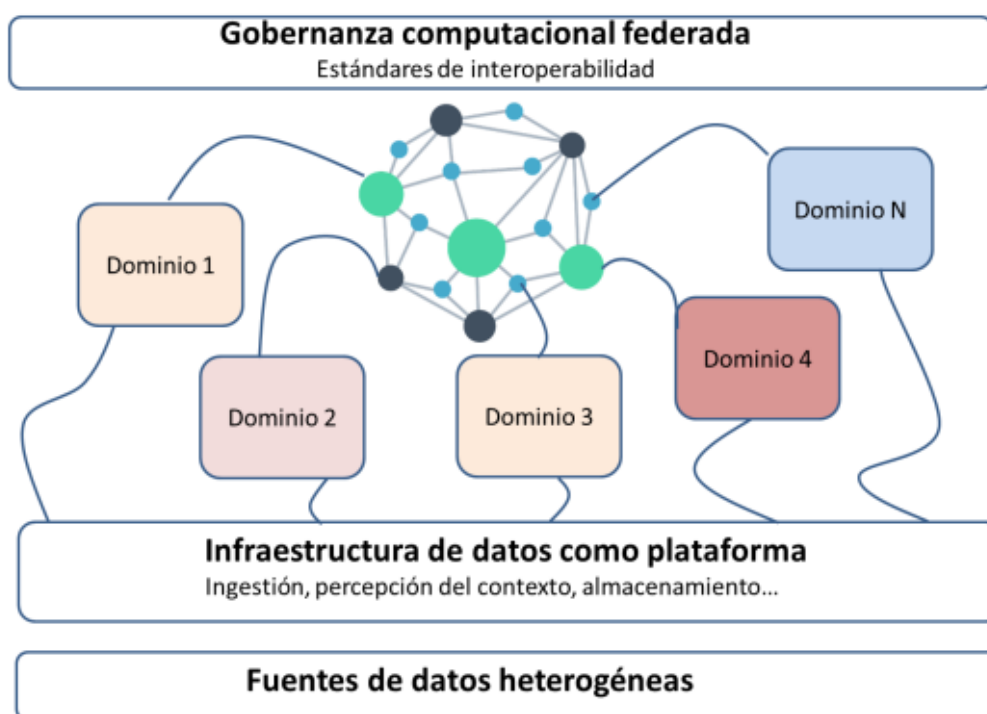 Gobernanza computacional federada
Estándares de interoperabilidad
Dominio 1
Dominio 2
Dominio 3
Dominio 4
Dominio N
Infraestructura de datos como plataforma
Ingestión, percepción del contexto, almacenamiento...
Fuentes de datos heterogéneas